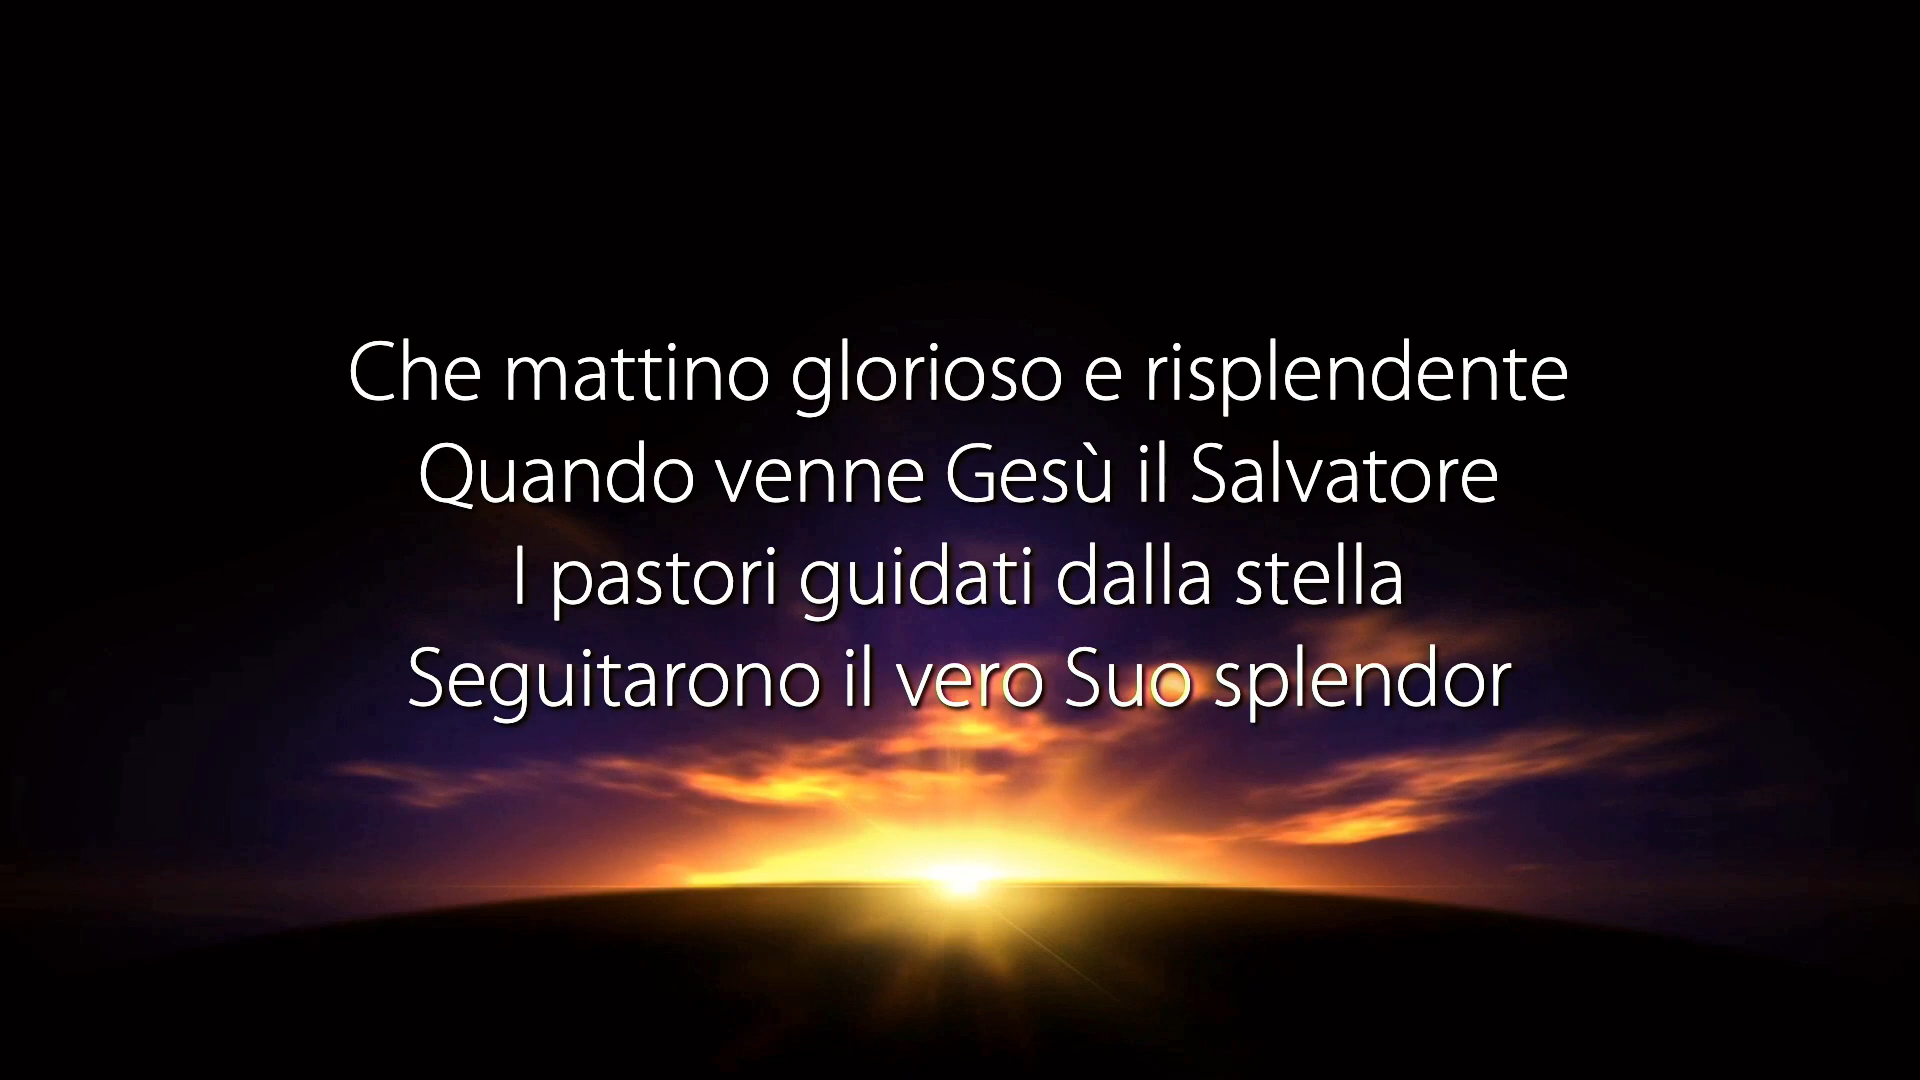 Che mattino glorioso e risplendente
Quando venne Gesù il Salvatore
I pastori guidati dalla stella
Seguitarono il vero Suo splendor